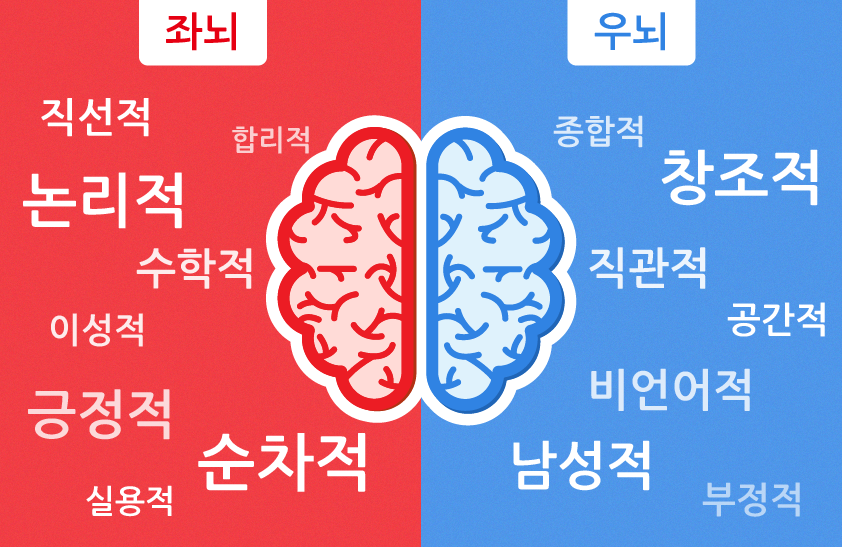 좌뇌
직선적
합리적
논리적
수학적
이성적
긍정적
순차적
실용적
우뇌
종합적
창조적
직관적
공간적
비언어적
남성적
부정적